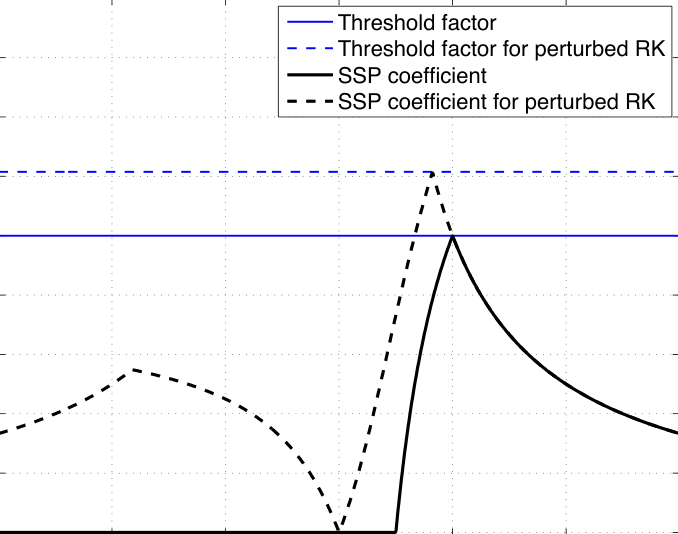 Threshold factor
Threshold factor for perturbed RK
SSP coefficient
SSP coefficient for perturbed RK